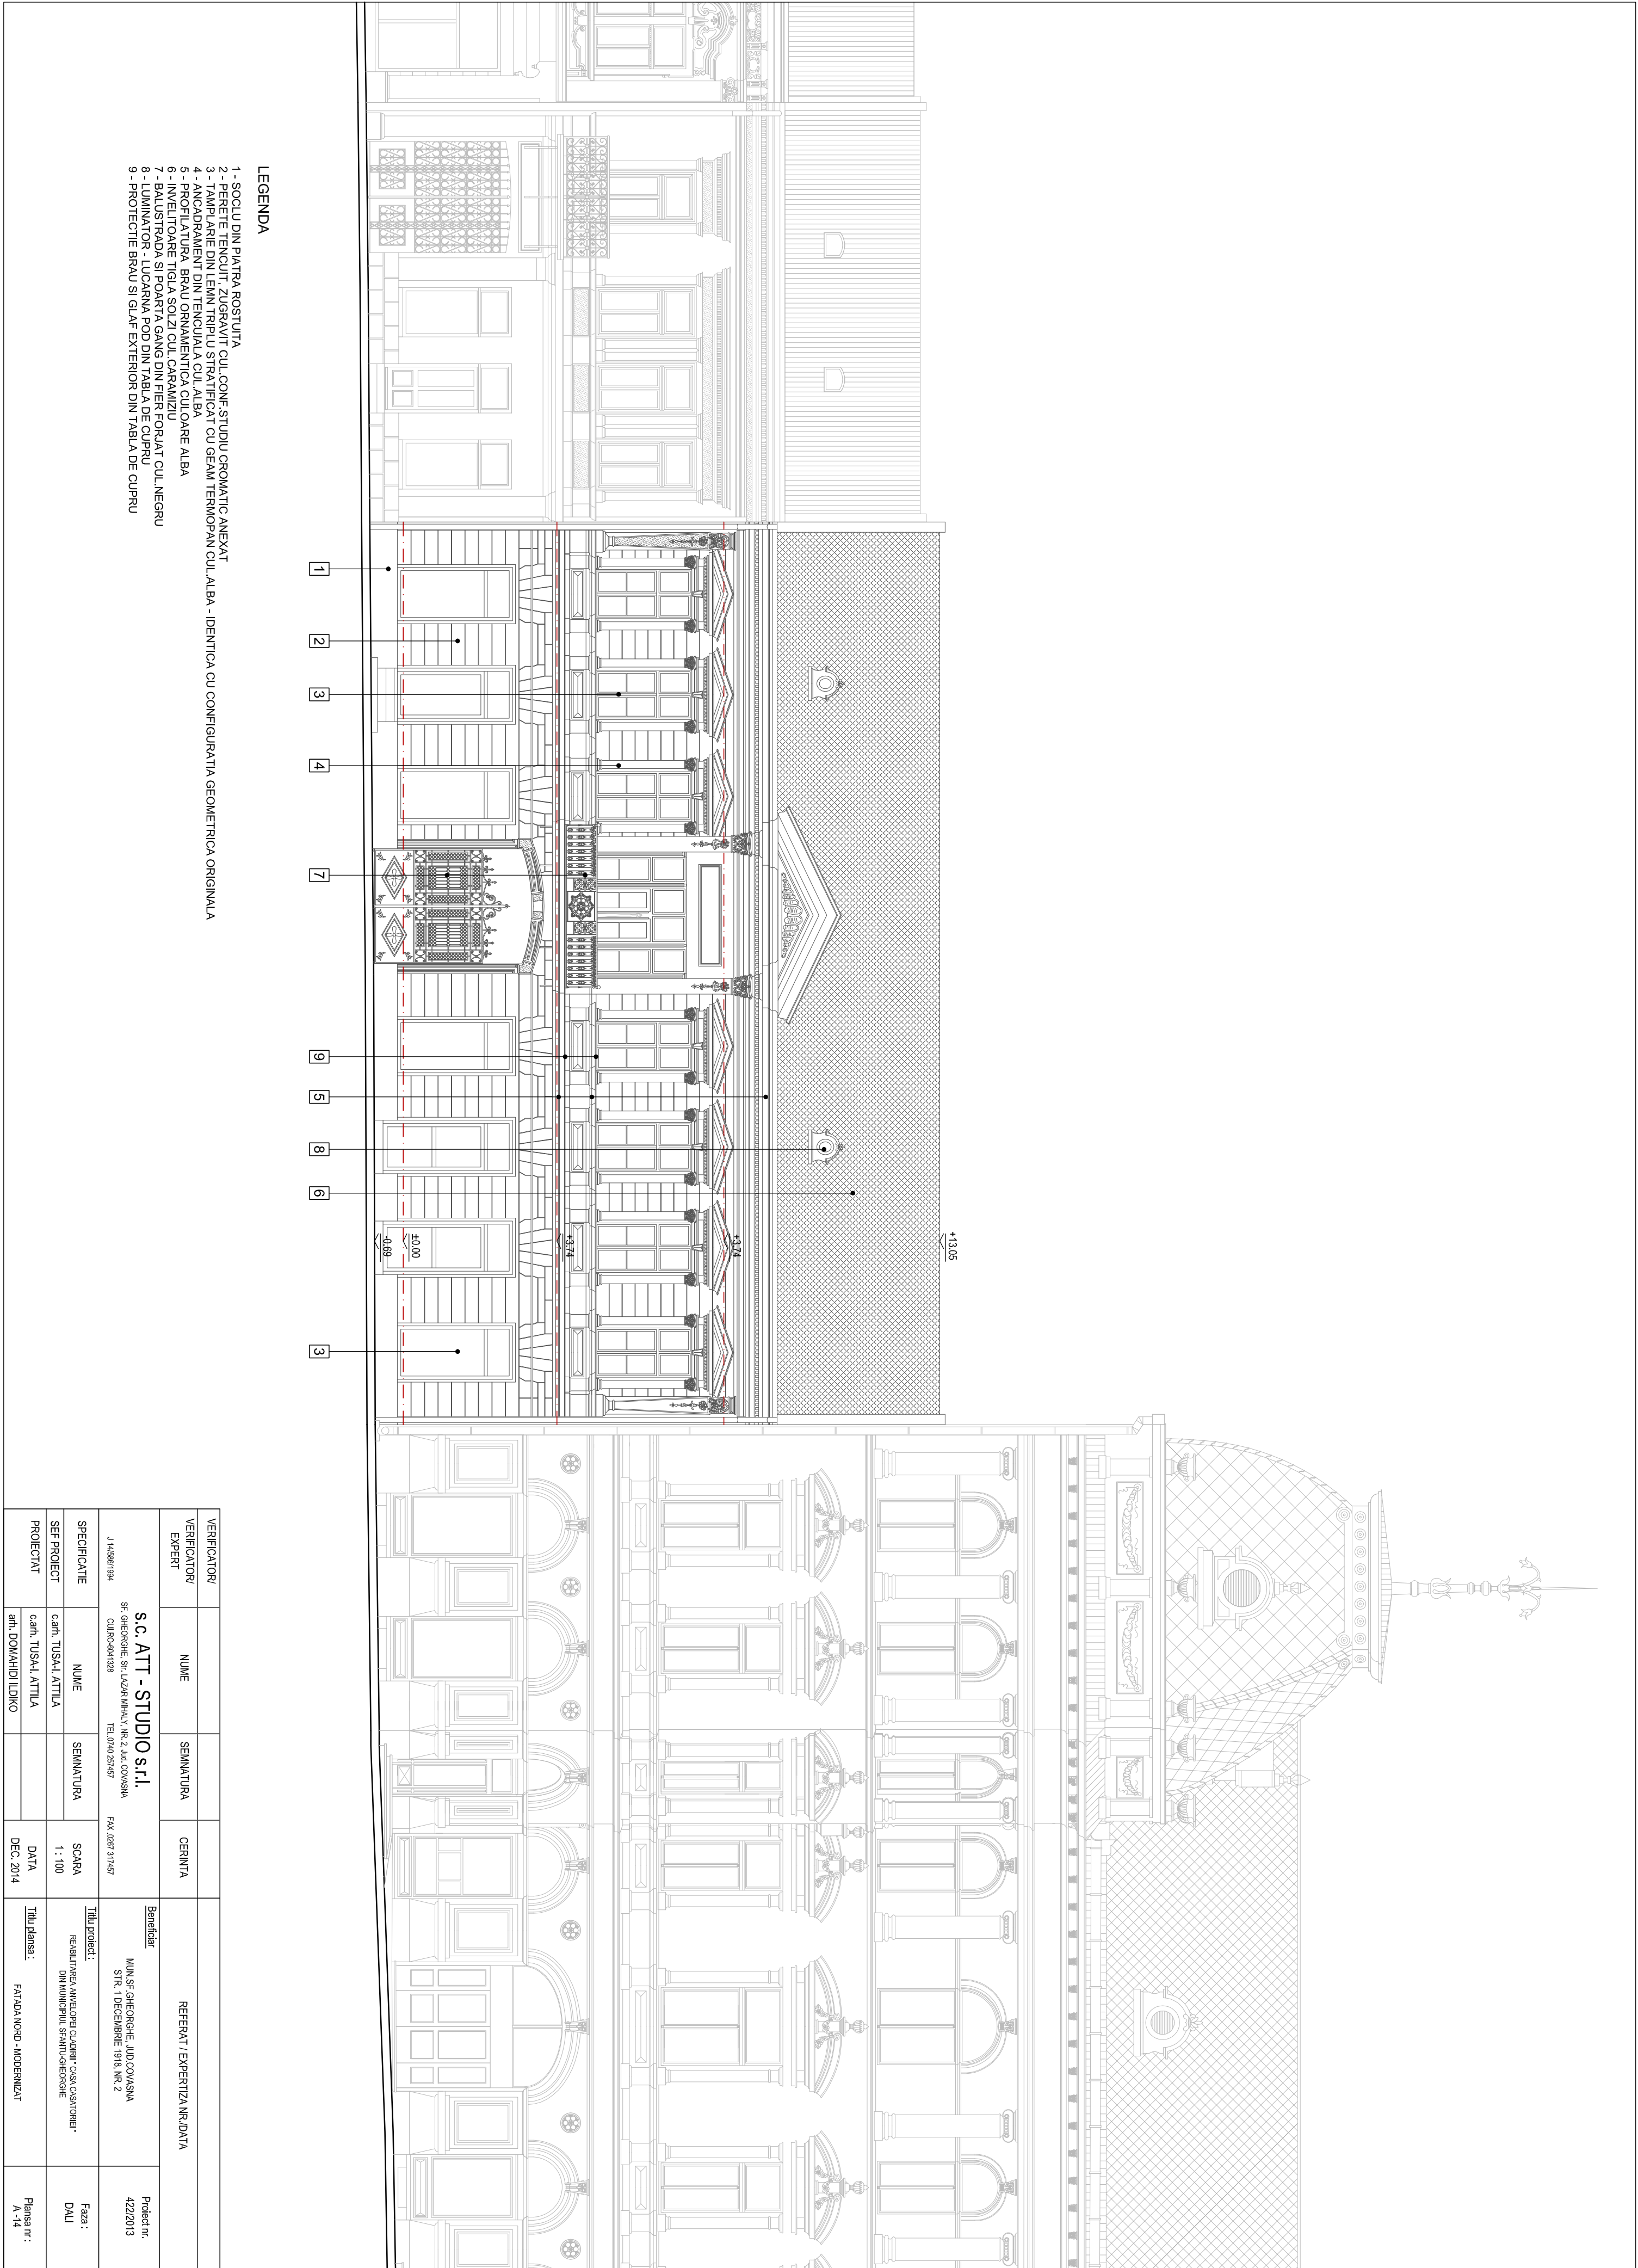 +13.05
+3.74
+3.74
±0.00
-0.69
1
2
3
4
7
9
5
8
6
3
LEGENDA
1 - SOCLU DIN PIATRA ROSTUITA
2 - PERETE TENCUIT, ZUGRAVIT CUL.CONF.STUDIU CROMATIC ANEXAT
3 - TAMPLARIE DIN LEMN TRIPLU STRATIFICAT CU GEAM TERMOPAN CUL.ALBA - IDENTICA CU CONFIGURATIA GEOMETRICA ORIGINALA
4 - ANCADRAMENT DIN TENCUIALA CUL.ALBA
5 - PROFILATURA BRAU ORNAMENTICA CULOARE ALBA
6 - INVELITOARE TIGLA SOLZI CUL.CARAMIZIU
7 - BALUSTRADA SI POARTA GANG DIN FIER FORJAT CUL.NEGRU
8 - LUMINATOR - LUCARNA POD DIN TABLA DE CUPRU
9 - PROTECTIE BRAU SI GLAF EXTERIOR DIN TABLA DE CUPRU
VERIFICATOR/
VERIFICATOR/
EXPERT
NUME
SEMNATURA
CERINTA
REFERAT / EXPERTIZA NR./DATA
s.c. ATT - STUDIO s.r.l.
SF. GHEORGHE, Str. LAZAR MIHALY, NR. 2, Jud. COVASNA
J 14/586/1994
CUI.RO-6041328
TEL.:0740 257457
FAX .:0267 317457
Beneficiar
MUN.SF.GHEORGHE, JUD.COVASNA
STR. 1 DECEMBRIE 1918, NR. 2
Proiect nr.
422/2013
SPECIFICATIE
NUME
SEMNATURA
SCARA
1 : 100
Titlu proiect :
REABILITAREA ANVELOPEI CLADIRII " CASA CASATORIEI "
DIN MUNICIPIUL SFANTU-GHEORGHE
Faza :
DALI
SEF PROIECT
c.arh. TUSA-I. ATTILA
PROIECTAT
c.arh. TUSA-I. ATTILA
arh. DOMAHIDI ILDIKO
DATA
DEC. 2014
Titlu plansa :
FATADA NORD - MODERNIZAT
Plansa nr :
A -14